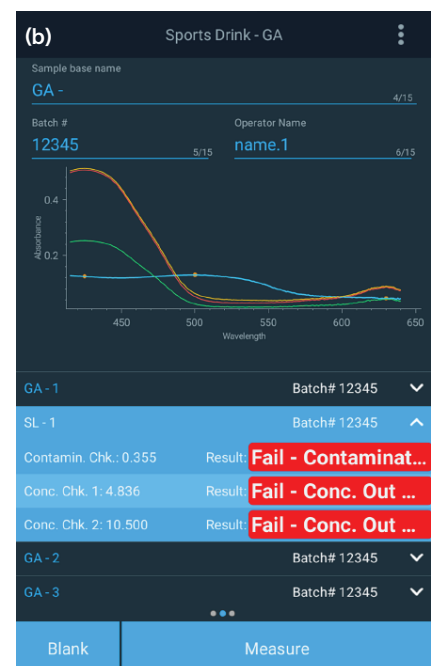 (b) Sports Drink - GA
Sample base name
GA -
4/15
Batch # Operator Name
12345 name.1
5/15 6/15
0.4
0.2
Absorbance
450 500 550 600 650
Wavelength
GA - 1 Batch# 12345
SL - 1 Batch# 12345
Contamin. Chk.: 0.355 Result: Fail - Contaminat...
Conc. Chk. 1: 4.836 Result: Fail - Conc. Out ...
Conc. Chk. 2: 10.500 Result: Fail - Conc. Out ...
GA - 2 Batch# 12345
GA - 3 Batch# 12345
Blank Measure